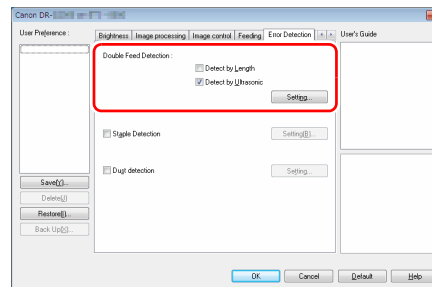 Canon DR-
User Preference :
Brightness Image processing Image control Feeding Error Detection
User's Guide
Double Feed Detection :
Detect by Length
Detect by Ultrasonic
Setting...
Staple Detection
Setting(B)...
Dust detection
Setting...
Save(Y)...
Delete(J)
Restore(I)...
Back Up(X)...
OK Cancel Default Help